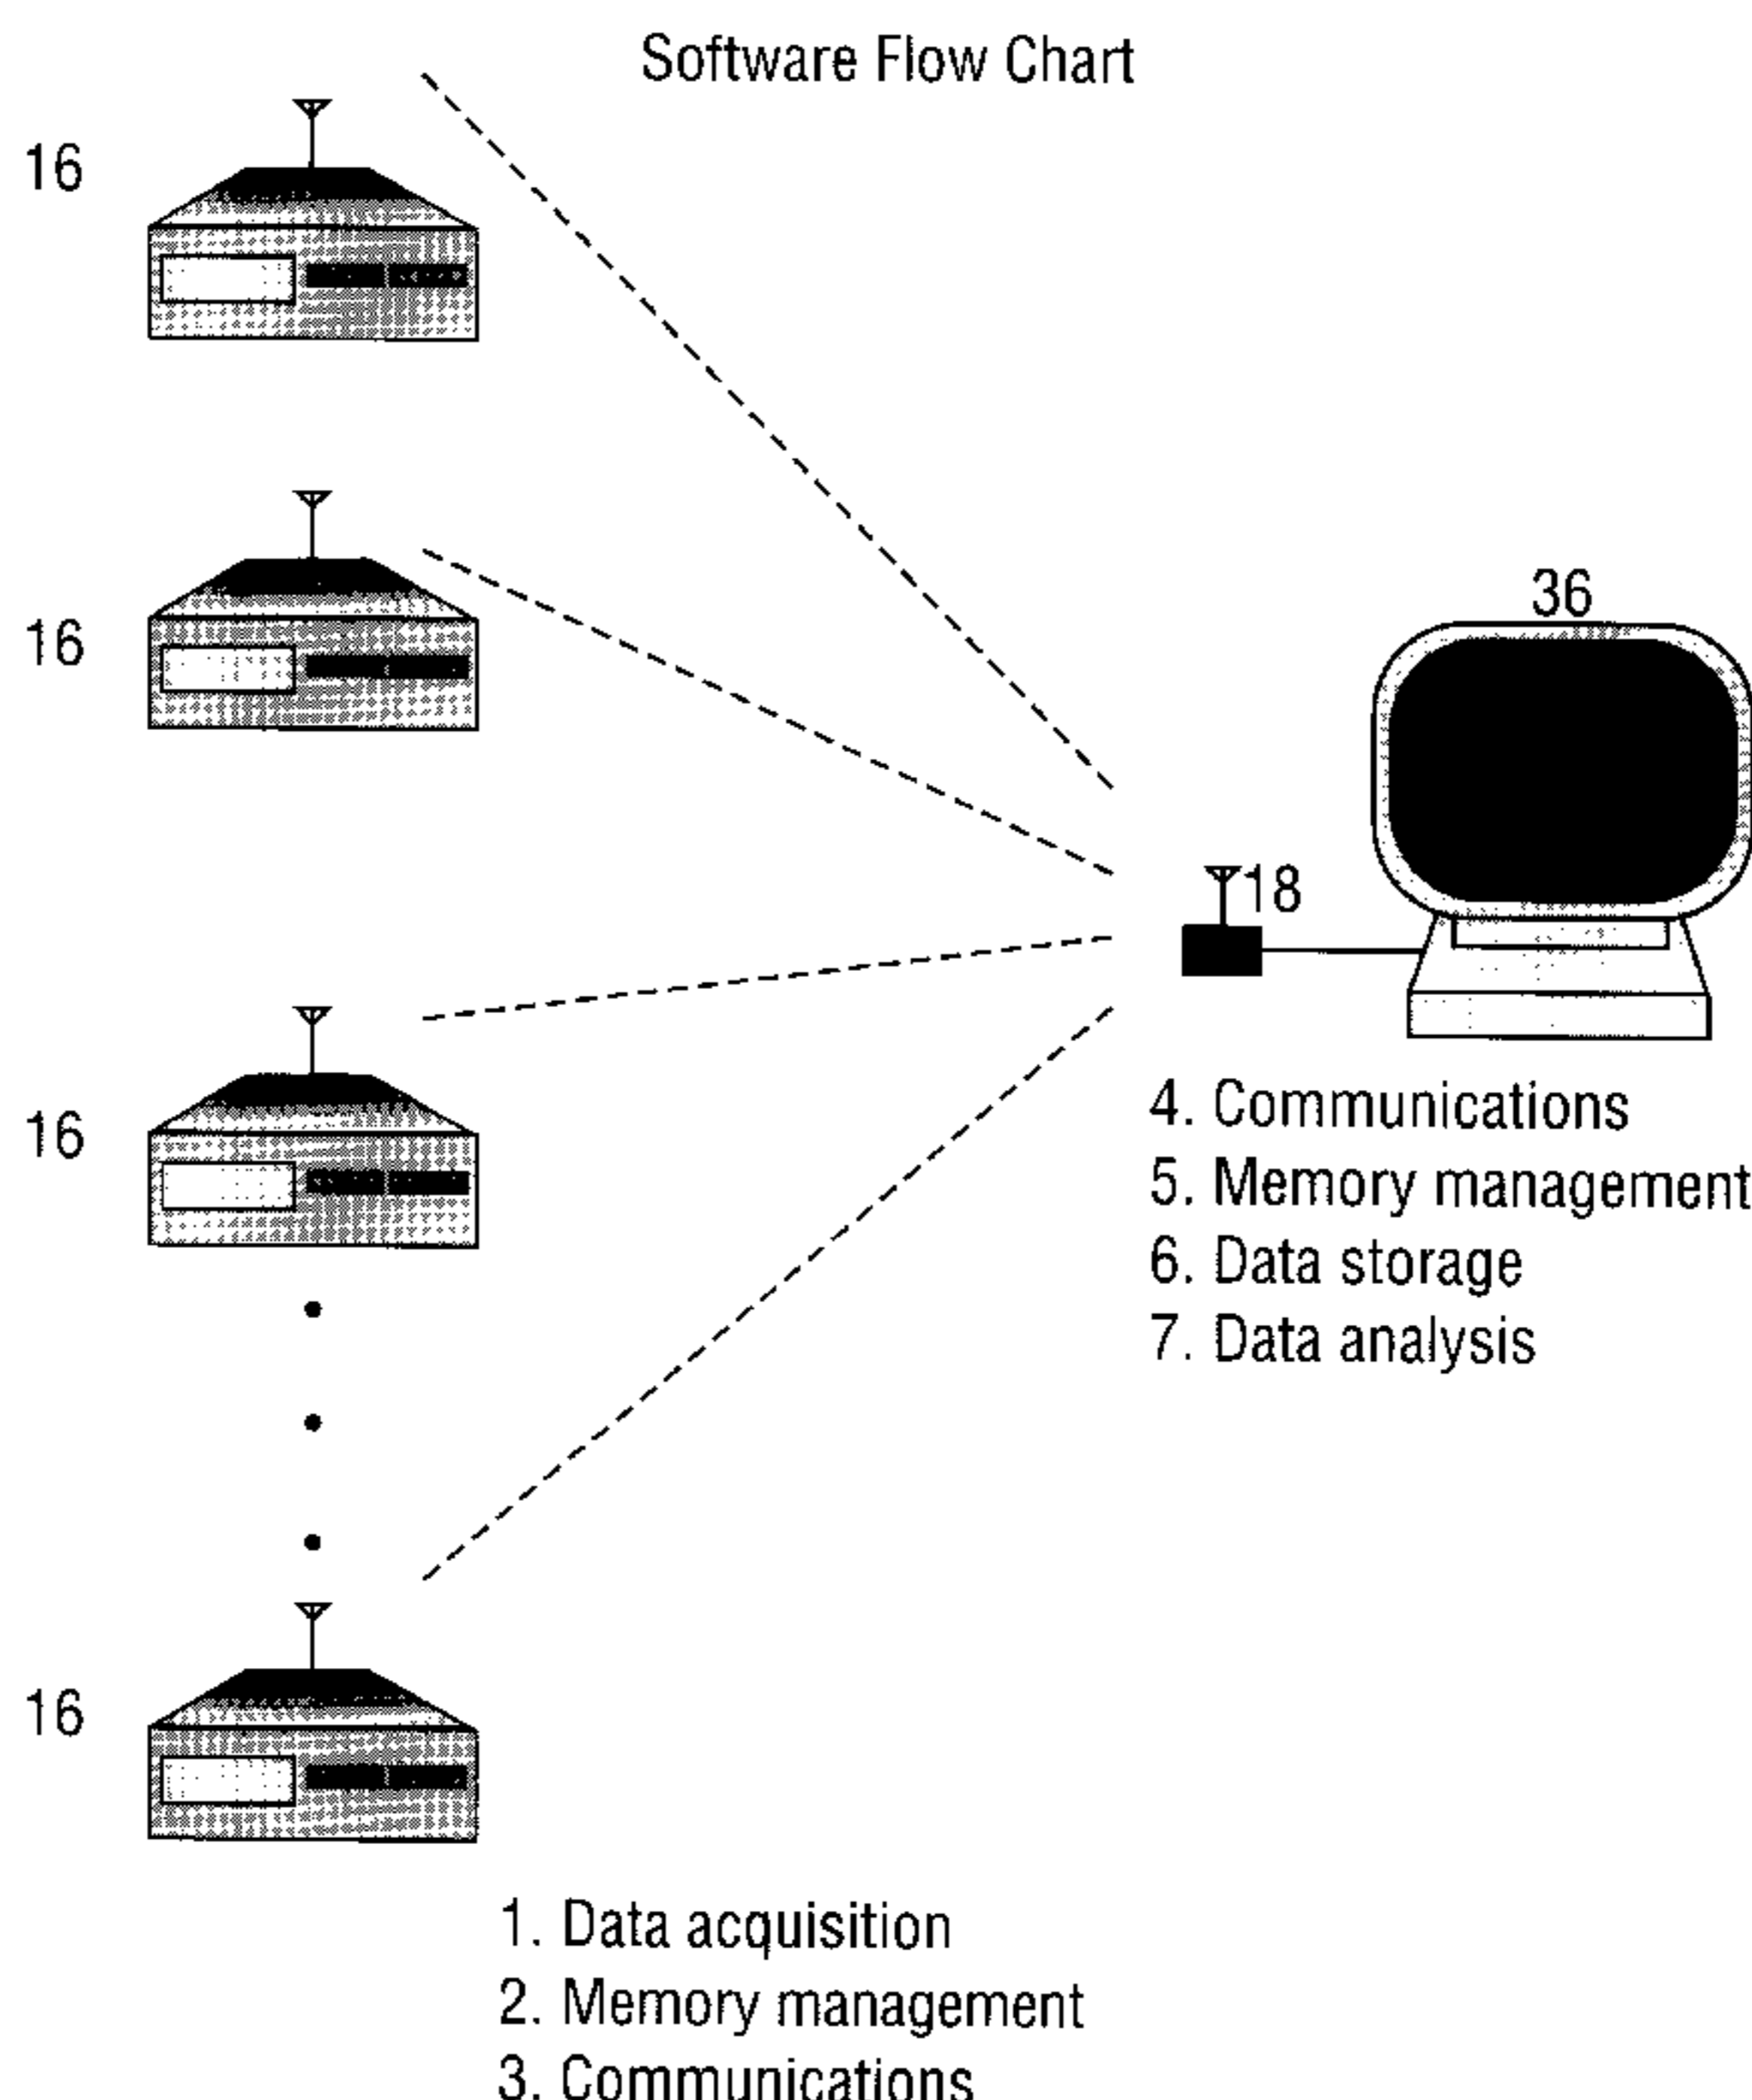 Software Flow Chart
16
16
36
18
16
4. Communications
5. Memory management
6. Data storage
7. Data analysis
16
1. Data acquisition
2. Memory management
3. Communications